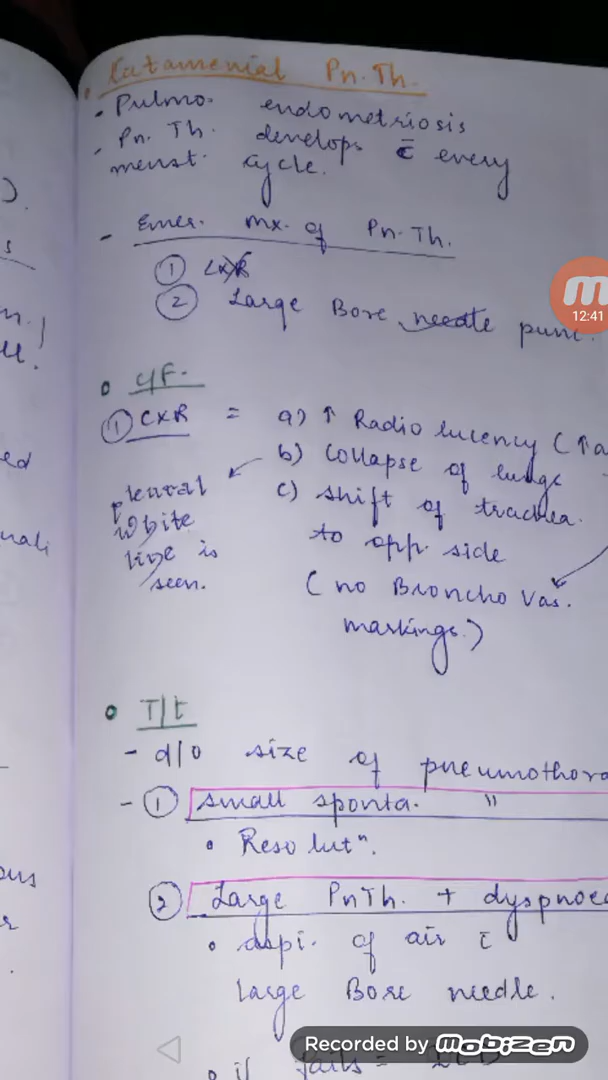 Catamenial Pn.Th.
- Pulmo. endometriosis
- Pn. Th. develops c̄ every
menst. cycle.
- Emer. mx. of Pn.Th.
① CXR
② Large Bore needle punc.
C/F.
① CXR = a) ↑ Radio lucency (↑a
b) Collapse of lungs
c) shift of trachea
to opp. side
(no Broncho Vas.
markings.)
pleural
white
line is
seen.
T/t
- d/o size of pneumothora
- ① small sponta. "
• Resolutⁿ.
② Large PnTh. + dyspnoea
• aspi. of air c̄
Large Bore needle.
• if fails = ICD
12:41
Recorded by mobizen